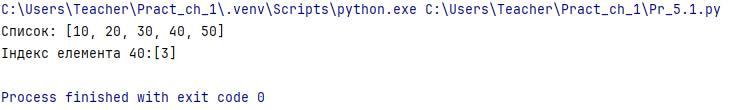 C:\Users\Teacher\Pract_ch_1\.venv\Scripts\python.exe C:\Users\Teacher\Pract_ch_1\Pr_5.1.py
Список: [10, 20, 30, 40, 50]
Індекс елемента 40:[3]
Process finished with exit code 0